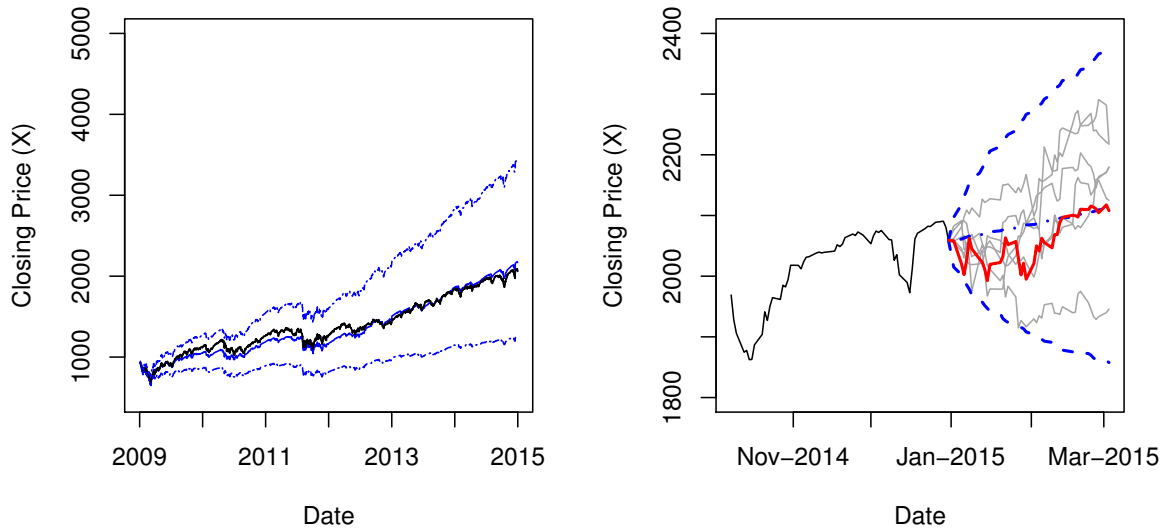 Closing Price (X)
1000
2000
3000
4000
5000
2009
2011
2013
2015
Date
Closing Price (X)
1800
2000
2200
2400
Nov−2014
Jan−2015
Mar−2015
Date